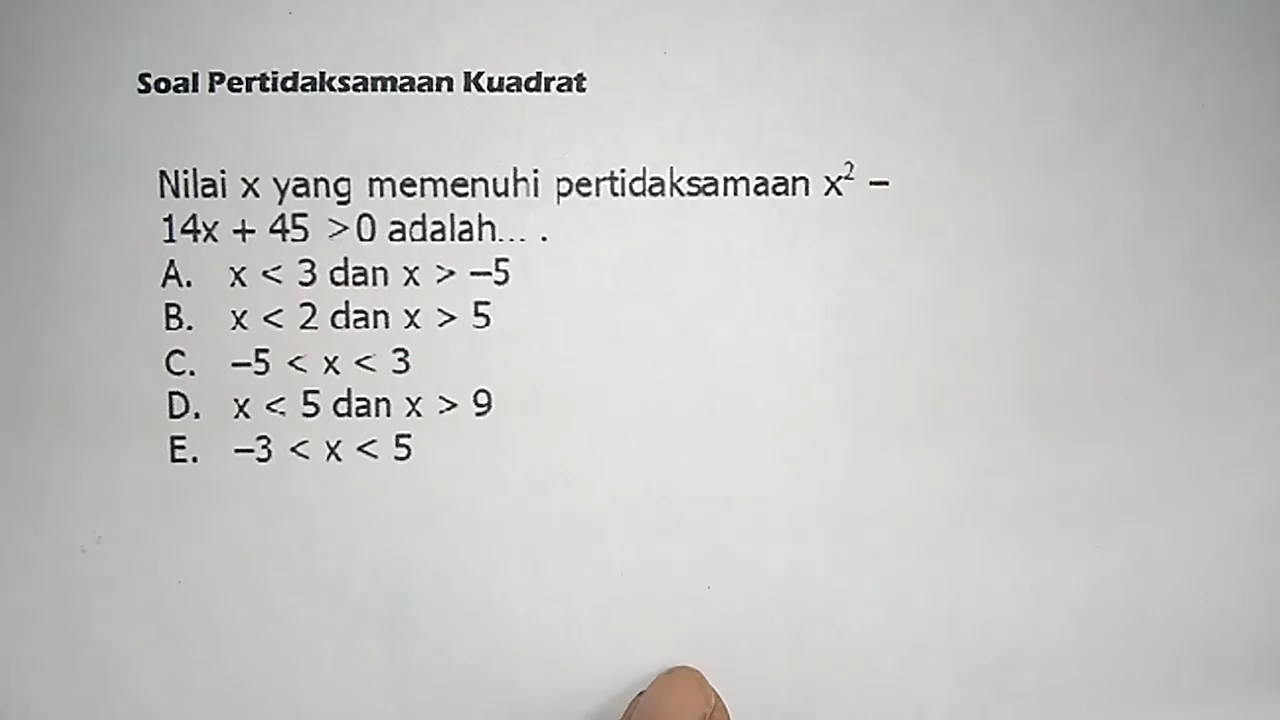 Soal Pertidaksamaan Kuadrat
Nilai x yang memenuhi pertidaksamaan x² –
14x + 45 >0 adalah... .
A. x < 3 dan x > –5
B. x < 2 dan x > 5
C. –5 < x < 3
D. x < 5 dan x > 9
E. –3 < x < 5